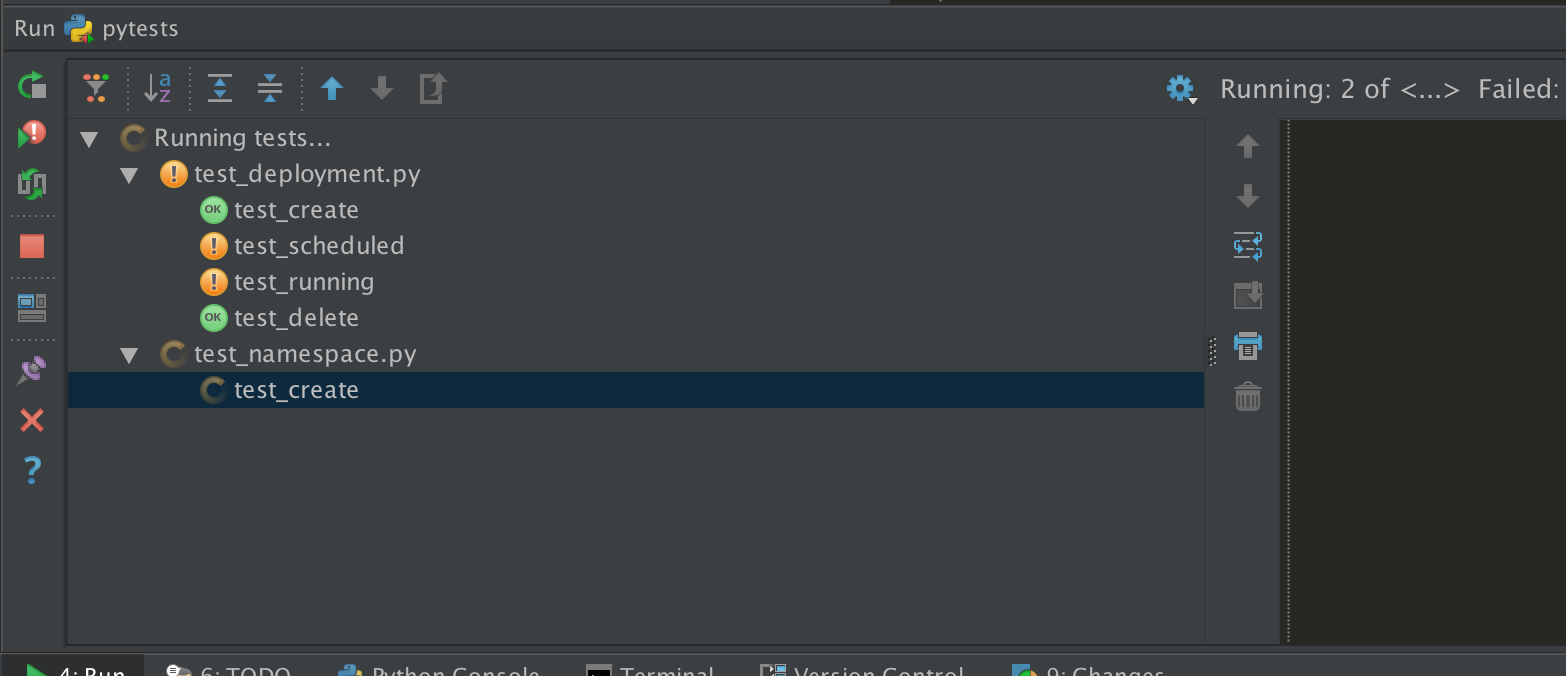 Run pytests
Running: 2 of <...> Failed:
Running tests...
test_deployment.py
OK test_create
! test_scheduled
! test_running
OK test_delete
test_namespace.py
test_create
4: Run 6: TODO Python Console Terminal Version Control 9: Changes